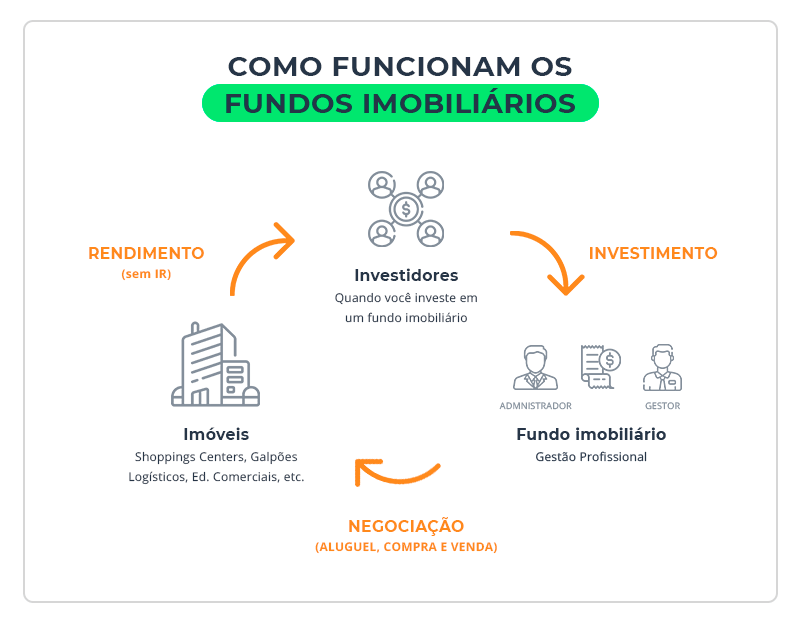 COMO FUNCIONAM OS
FUNDOS IMOBILIÁRIOS
RENDIMENTO
(sem IR)
Investidores
Quando você investe em
um fundo imobiliário
INVESTIMENTO
ADMNISTRADOR
GESTOR
Fundo imobiliário
Gestão Profissional
Imóveis
Shoppings Centers, Galpões
Logísticos, Ed. Comerciais, etc.
NEGOCIAÇÃO
(ALUGUEL, COMPRA E VENDA)